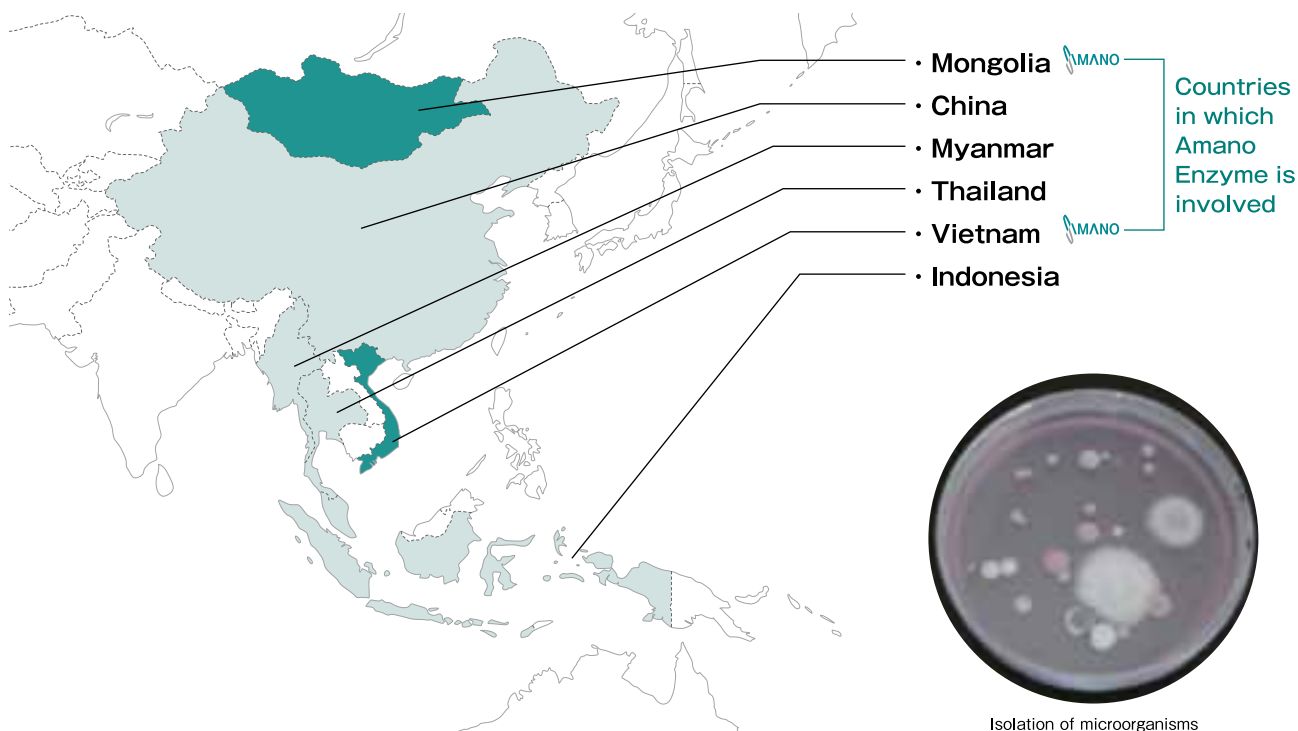 ・Mongolia AMANO
・China
・Myanmar
・Thailand
・Vietnam AMANO
・Indonesia
Countries
in which
Amano
Enzyme is
involved
Isolation of microorganisms